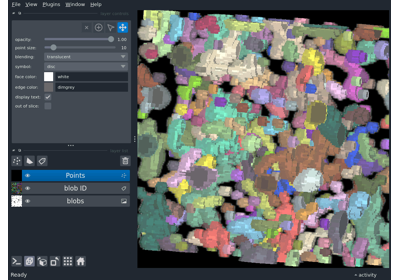 File View Plugins Window Help
opacity: 1.00
point size: 10
blending: translucent
symbol: disc
face color: white
edge color: dimgrey
display text:
out of slice:
Points
blob ID
blobs
Ready
activity